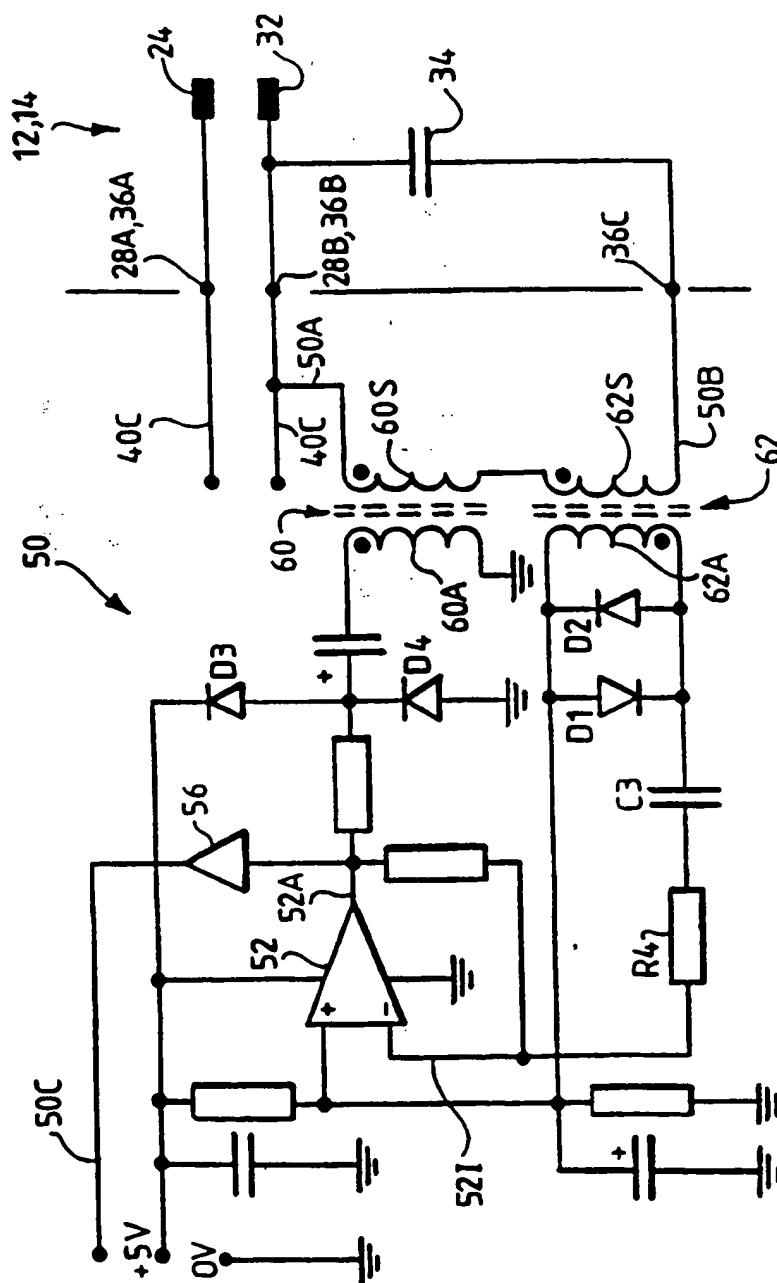 50C
+5V
0V
52I
52
52A
+
-
56
50
D3
D4
+
+
R4
C3
D1
D2
60
60A
60S
62A
62S
62
40C
40C
50A
50B
28A,36A
28B,36B
36C
12,14
24
32
34